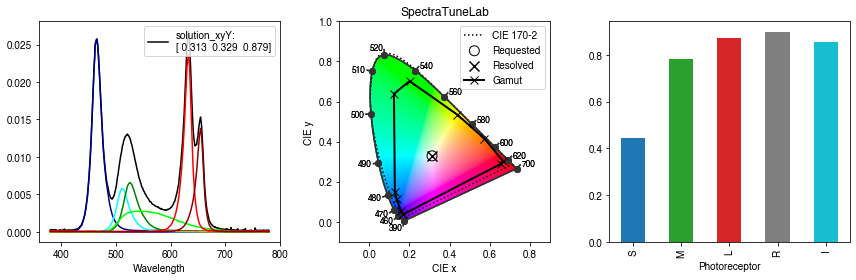 solution_xyY:
[ 0.313 0.329 0.879]
0.025
0.020
0.015
0.010
0.005
0.000
400
500
600
700
800
Wavelength
SpectraTuneLab
CIE 170-2
Requested
Resolved
Gamut
1.0
0.8
0.6
0.4
0.2
0.0
CIE y
520
540
510
560
500
580
600
620
700
490
480
470
460
390
0.0
0.2
0.4
0.6
0.8
CIE x
0.8
0.6
0.4
0.2
0.0
S
M
L
R
I
Photoreceptor